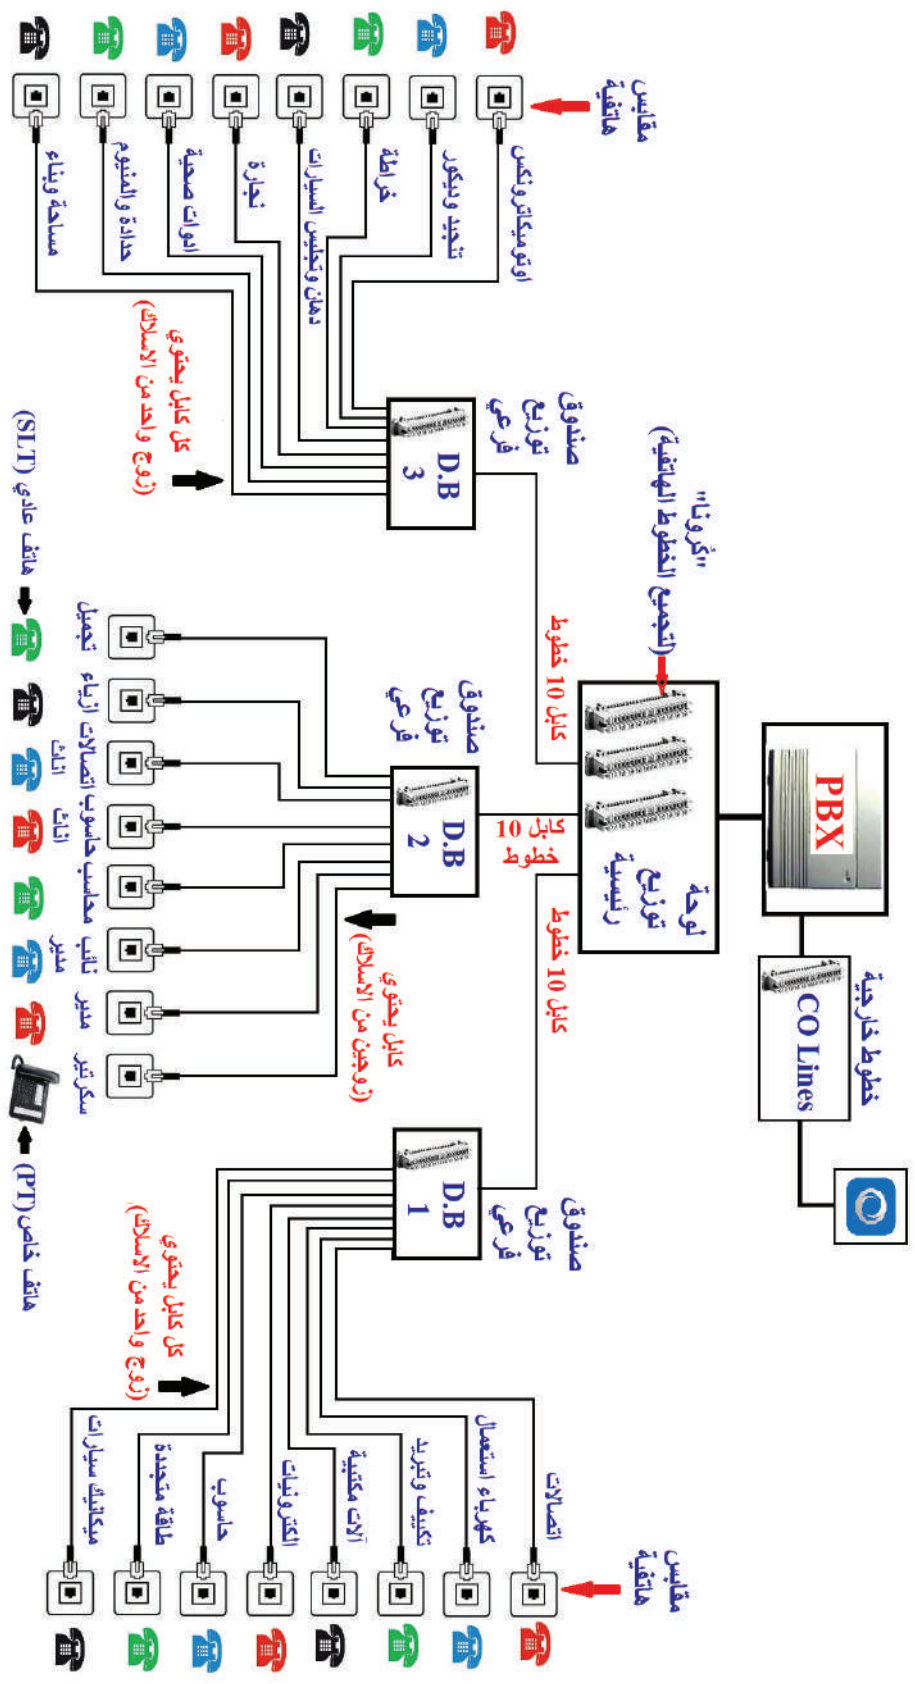 خطوط خارجية
CO Lines
PBX
"كُرونا"
(لتجميع الخطوط الهاتفية)
لوحة
توزيع
رئيسية
كابل 10 خطوط
كابل 10
خطوط
كابل 10 خطوط
صندوق
توزيع
فرعي
D.B
3
صندوق
توزيع
فرعي
D.B
2
صندوق
توزيع
فرعي
D.B
1
مقابس
هاتفية
اوتوميكاترونكس
تنجيد وديكور
خراطة
دهان وتجليس السيارات
نجارة
ادوات صحية
حدادة والمنيوم
مساحة وبناء
كل كابل يحتوي
(زوج واحد من الاسلاك)
كابل يحتوي
(زوجين من الاسلاك)
كل كابل يحتوي
(زوج واحد من الاسلاك)
هاتف عادي (SLT)
تجميل
ازياء
اتصالات
اناث
حاسوب
اناث
محاسب
نائب
مدير
مدير
سكرتير
هاتف خاص (PT)
مقابس
هاتفية
اتصالات
كهرباء استعمال
تكييف وتبريد
آلات مكتبية
الكترونيات
حاسوب
طاقة متجددة
ميكانيك سيارات